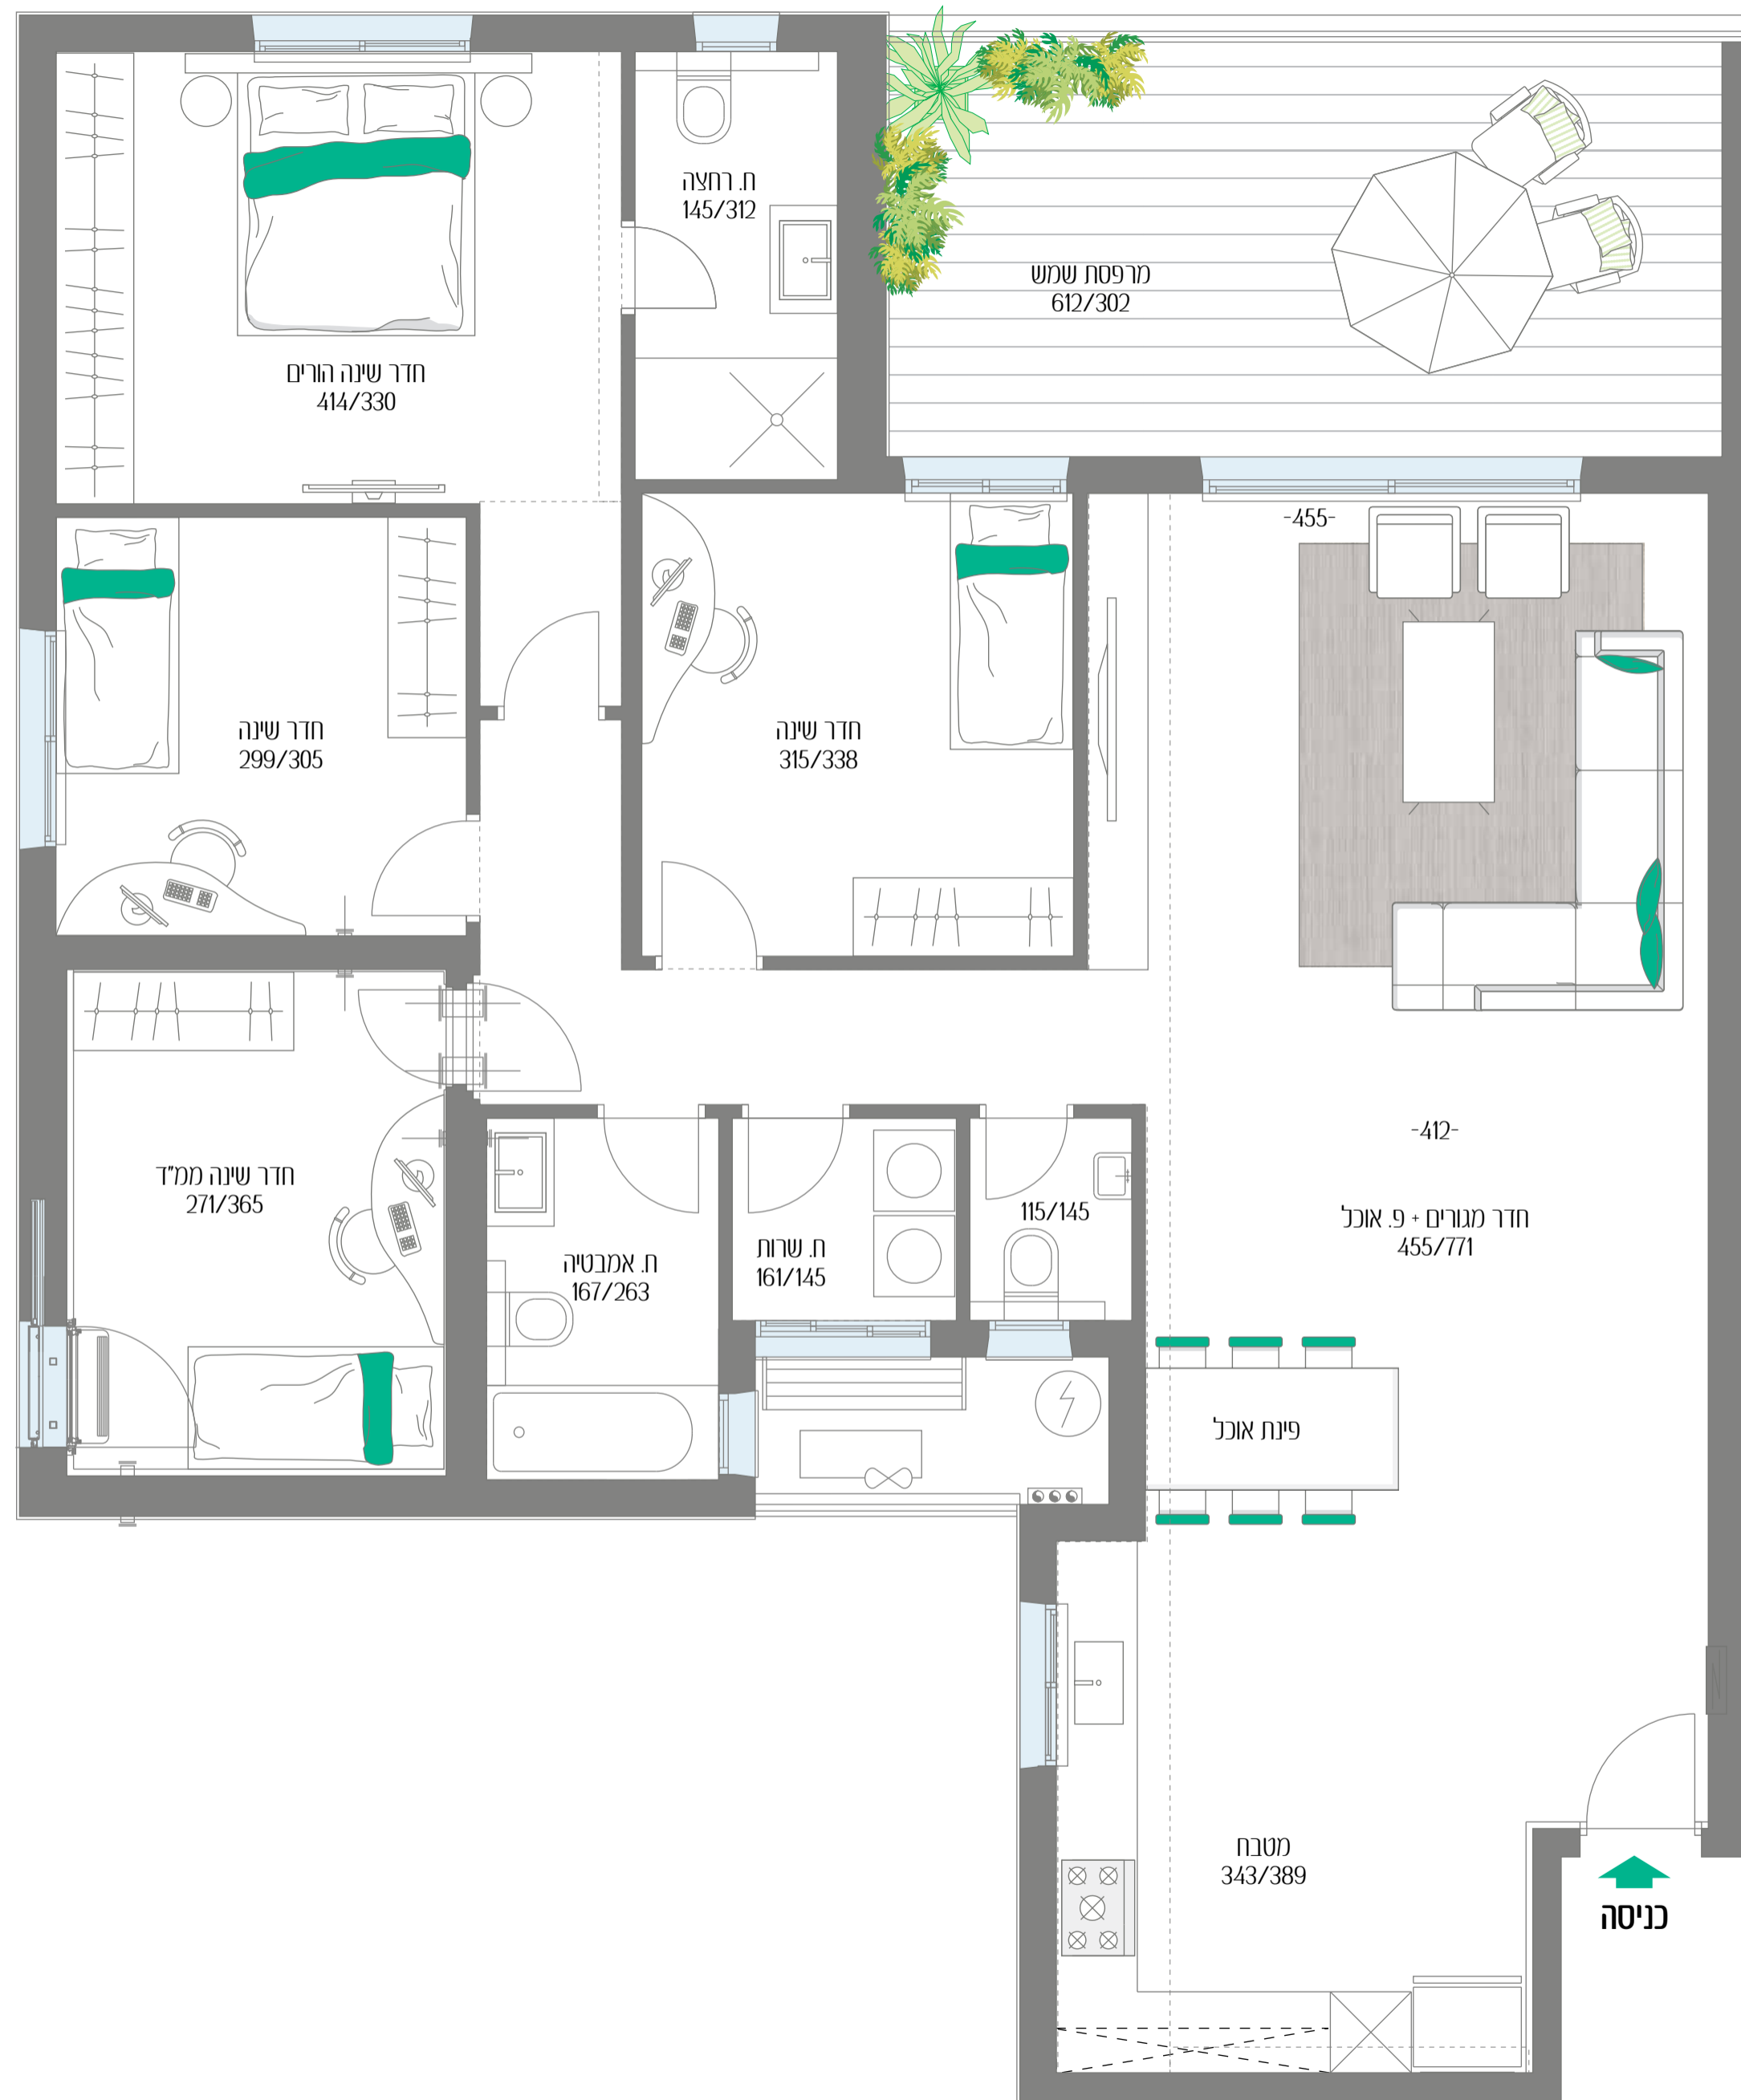 ח. רחצה
145/312
מרפסת שמש
612/302
חדר שינה הורים
414/330
-455-
חדר שינה
299/305
חדר שינה
315/338
-412-
חדר שינה ממ"ד
271/365
115/145
חדר מגורים + פ. אוכל
455/771
ח. שרות
161/145
ח. אמבטיה
167/263
פינת אוכל
מטבח
343/389
כניסה